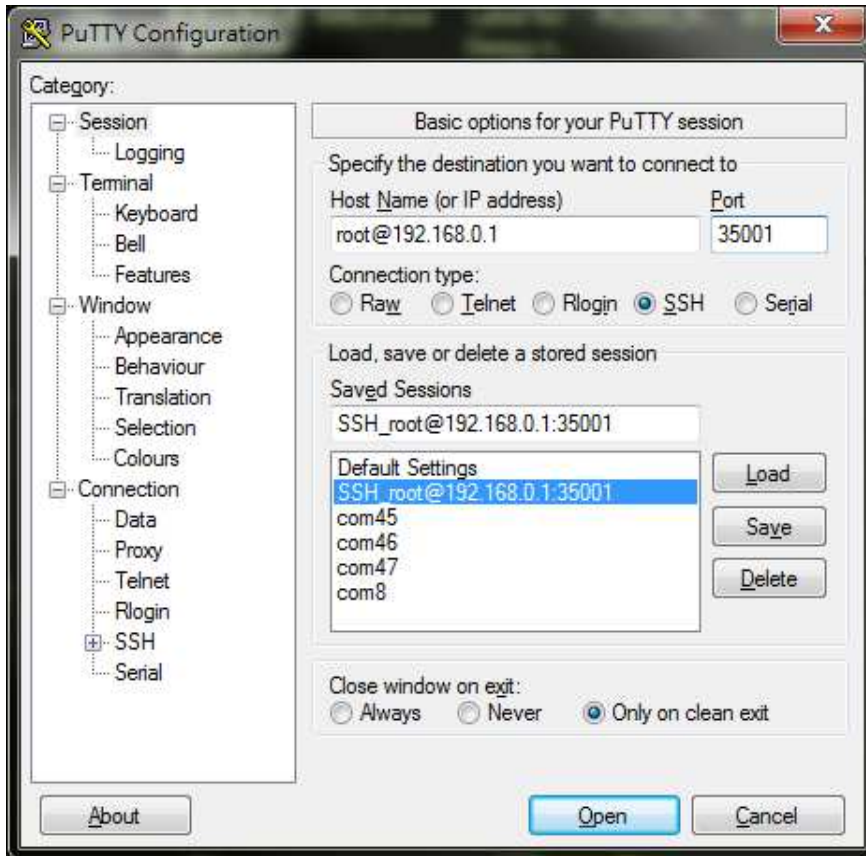 PuTTY Configuration
Category:
Session
Logging
Terminal
Keyboard
Bell
Features
Window
Appearance
Behaviour
Translation
Selection
Colours
Connection
Data
Proxy
Telnet
Rlogin
SSH
Serial
Basic options for your PuTTY session
Specify the destination you want to connect to
Host Name (or IP address) Port
root@192.168.0.1 35001
Connection type:
Raw Telnet Rlogin SSH Serial
Load, save or delete a stored session
Saved Sessions
SSH_root@192.168.0.1:35001
Default Settings
SSH_root@192.168.0.1:35001
com45
com46
com47
com8
Load
Save
Delete
Close window on exit:
Always Never Only on clean exit
About Open Cancel